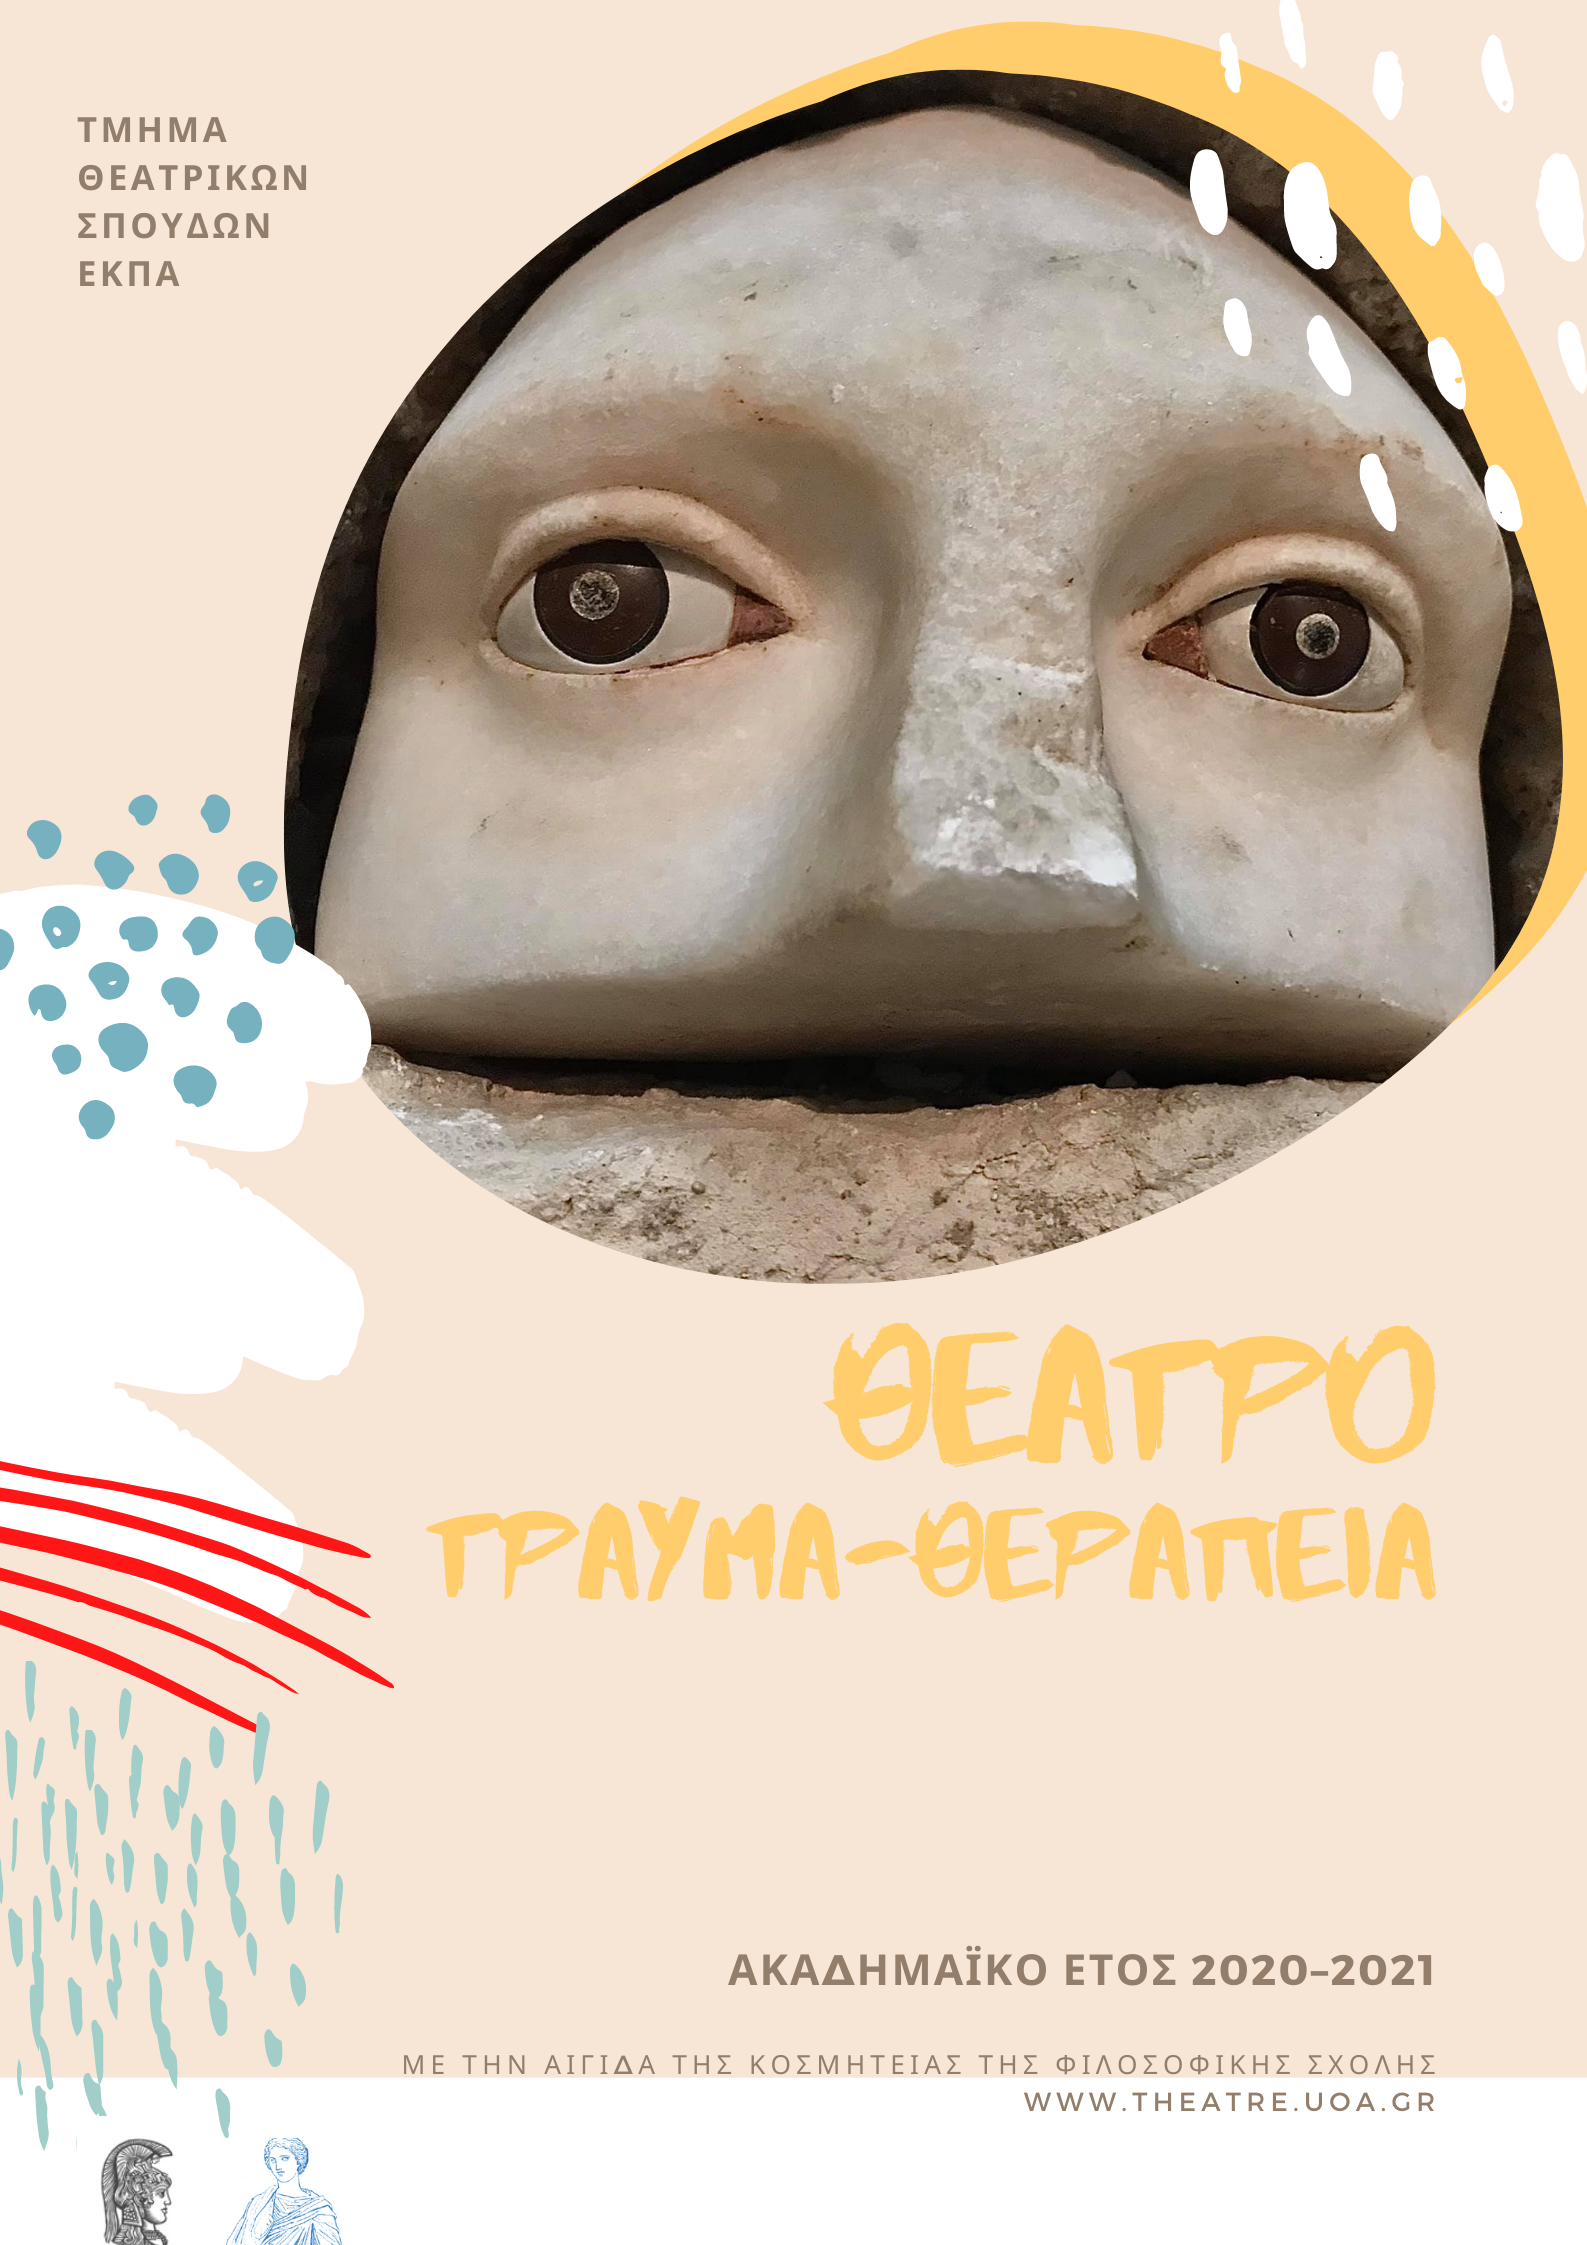 ΤΜΗΜΑ
ΘΕΑΤΡΙΚΩΝ
ΣΠΟΥΔΩΝ
ΕΚΠΑ
ΘΕΑΤΡΟ
ΤΡΑΥΜΑ-ΘΕΡΑΠΕΙΑ
ΑΚΑΔΗΜΑΪΚΟ ΕΤΟΣ 2020-2021
ΜΕ ΤΗΝ ΑΙΓΙΔΑ ΤΗΣ ΚΟΣΜΗΤΕΙΑΣ ΤΗΣ ΦΙΛΟΣΟΦΙΚΗΣ ΣΧΟΛΗΣ
WWW.THEATRE.UOA.GR